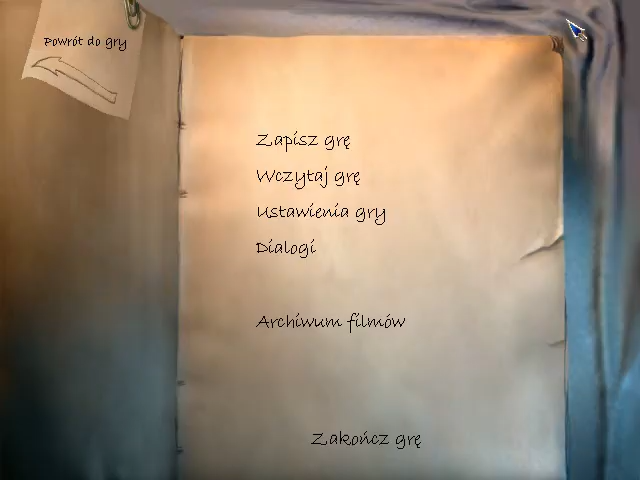 Powrót do gry
Zapisz grę
Wczytaj grę
Ustawienia gry
Dialogi
Archiwum filmów
Zakończ grę